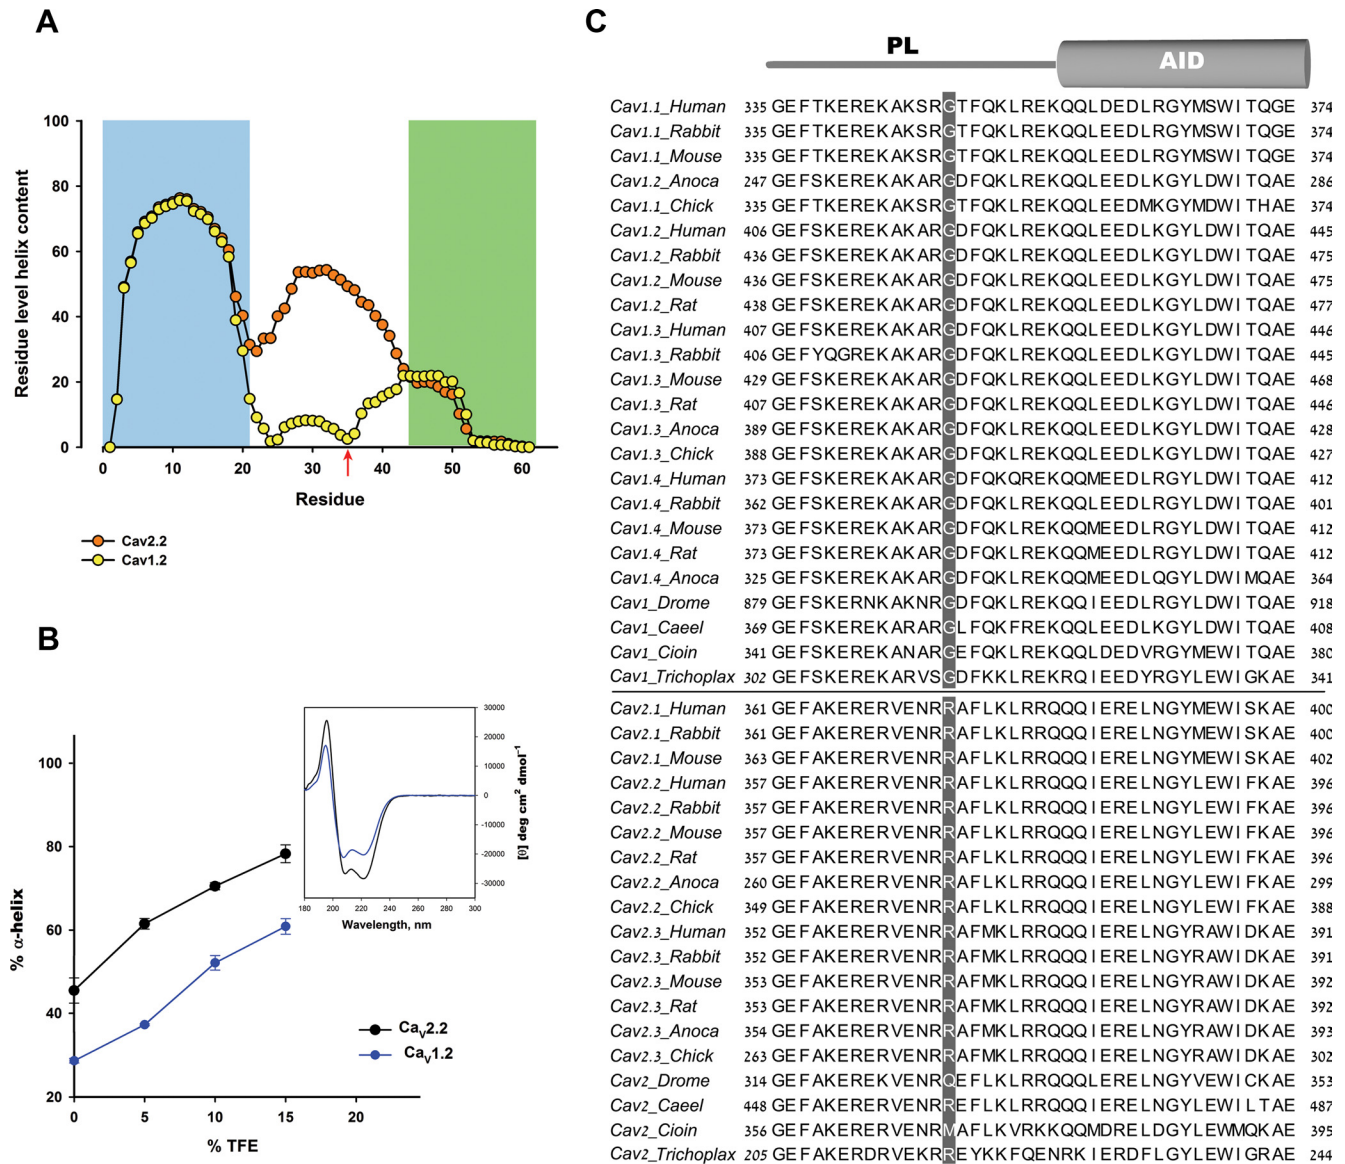 A
Residue level helix content
100
80
60
40
20
0
0 10 20 30 40 50 60
Residue
Cav2.2
Cav1.2
B
% α-helix
100
80
60
40
20
0 5 10 15 20
% TFE
CaV2.2
CaV1.2
30000
20000
10000
0
-10000
-20000
-30000
[θ] deg cm² dmol⁻¹
180 200 220 240 260 280 300
Wavelength, nm
C
PL
AID
Cav1.1_Human 335 GEFTKEREKAKSRGTFQKLREKQQLDEDLRGYMSWITQGE 374
Cav1.1_Rabbit 335 GEFTKEREKAKSRGTFQKLREKQQLEEDLRGYMSWITQGE 374
Cav1.1_Mouse 335 GEFTKEREKAKSRGTFQKLREKQQLEEDLRGYMSWITQGE 374
Cav1.2_Anoca 247 GEFSKEREKAKARGDFQKLREKQQLEEDLKGYLDWITQAE 286
Cav1.1_Chick 335 GEFTKEREKAKSRGTFQKLREKQQLEEDMKGYMDWITHAE 374
Cav1.2_Human 406 GEFSKEREKAKARGDFQKLREKQQLEEDLKGYLDWITQAE 445
Cav1.2_Rabbit 436 GEFSKEREKAKARGDFQKLREKQQLEEDLKGYLDWITQAE 475
Cav1.2_Mouse 436 GEFSKEREKAKARGDFQKLREKQQLEEDLKGYLDWITQAE 475
Cav1.2_Rat 438 GEFSKEREKAKARGDFQKLREKQQLEEDLKGYLDWITQAE 477
Cav1.3_Human 407 GEFSKEREKAKARGDFQKLREKQQLEEDLKGYLDWITQAE 446
Cav1.3_Rabbit 406 GEFYQGREKAKARGDFQKLREKQQLEEDLKGYLDWITQAE 445
Cav1.3_Mouse 429 GEFSKEREKAKARGDFQKLREKQQLEEDLKGYLDWITQAE 468
Cav1.3_Rat 407 GEFSKEREKAKARGDFQKLREKQQLEEDLKGYLDWITQAE 446
Cav1.3_Anoca 389 GEFSKEREKAKARGDFQKLREKQQLEEDLKGYLDWITQAE 428
Cav1.3_Chick 388 GEFSKEREKAKARGDFQKLREKQQLEEDLKGYLDWITQAE 427
Cav1.4_Human 373 GEFSKEREKAKARGDFQKQREKQQMEEDLRGYLDWITQAE 412
Cav1.4_Rabbit 362 GEFSKEREKAKARGDFQKLREKQQLEEDLRGYLDWITQAE 401
Cav1.4_Mouse 373 GEFSKEREKAKARGDFQKLREKQQMEEDLRGYLDWITQAE 412
Cav1.4_Rat 373 GEFSKEREKAKARGDFQKLREKQQMEEDLRGYLDWITQAE 412
Cav1.4_Anoca 325 GEFSKEREKAKARGDFQKLREKQQMEEDLQGYLDWIMQAE 364
Cav1_Drome 879 GEFSKERNKAKNRGDFQKLREKQQIEEDLRGYLDWITQAE 918
Cav1_Caeel 369 GEFSKEREKARARGLFQKFREKQQLEEDLKGYLDWITQAE 408
Cav1_Cioin 341 GEFSKEREKANARGEFQKLREKQQLDEDVRGYMEWITQAE 380
Cav1_Trichoplax 302 GEFSKEREKARVSGDFKKLREKRQIEEDYRGYLEWIGKAE 341
Cav2.1_Human 361 GEFAKERERVENRRAFLKLRRQQQIERELNGYMEWISKAE 400
Cav2.1_Rabbit 361 GEFAKERERVENRRAFLKLRRQQQIERELNGYMEWISKAE 400
Cav2.1_Mouse 363 GEFAKERERVENRRAFLKLRRQQQIERELNGYMEWISKAE 402
Cav2.2_Human 357 GEFAKERERVENRRAFLKLRRQQQIERELNGYLEWIFKAE 396
Cav2.2_Rabbit 357 GEFAKERERVENRRAFLKLRRQQQIERELNGYLEWIFKAE 396
Cav2.2_Mouse 357 GEFAKERERVENRRAFLKLRRQQQIERELNGYLEWIFKAE 396
Cav2.2_Rat 357 GEFAKERERVENRRAFLKLRRQQQIERELNGYLEWIFKAE 396
Cav2.2_Anoca 260 GEFAKERERVENRRAFLKLRRQQQIERELNGYLEWIFKAE 299
Cav2.2_Chick 349 GEFAKERERVENRRAFLKLRRQQQIERELNGYLEWIFKAE 388
Cav2.3_Human 352 GEFAKERERVENRRAFMKLRRQQQIERELNGYRAWIDKAE 391
Cav2.3_Rabbit 352 GEFAKERERVENRRAFMKLRRQQQIERELNGYRAWIDKAE 391
Cav2.3_Mouse 353 GEFAKERERVENRRAFMKLRRQQQIERELNGYRAWIDKAE 392
Cav2.3_Rat 353 GEFAKERERVENRRAFMKLRRQQQIERELNGYRAWIDKAE 392
Cav2.3_Anoca 354 GEFAKERERVENRRAFMKLRRQQQIERELNGYRAWIDKAE 393
Cav2.3_Chick 263 GEFAKERERVENRRAFMKLRRQQQIERELNGYRAWIDKAE 302
Cav2_Drome 314 GEFAKEREKVENRQEFLKLRRQQQLERELNGYVEWICKAE 353
Cav2_Caeel 448 GEFAKERERVENRREFLKLRRQQQIERELNGYLEWILTAE 487
Cav2_Cioin 356 GEFAKERERVENRMAFLKVRKKQQMDRELDGYLEWMQKAE 395
Cav2_Trichoplax 205 GEFAKERDRVENRREYKKFQENRKIERDFLGYLEWIGRAE 244